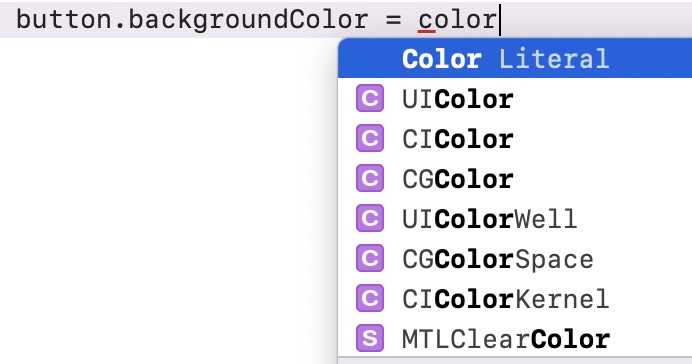 button.backgroundColor = color
Color Literal
C UIColor
C CIColor
C CGColor
C UIColorWell
C CGColorSpace
C CIColorKernel
S MTLClearColor